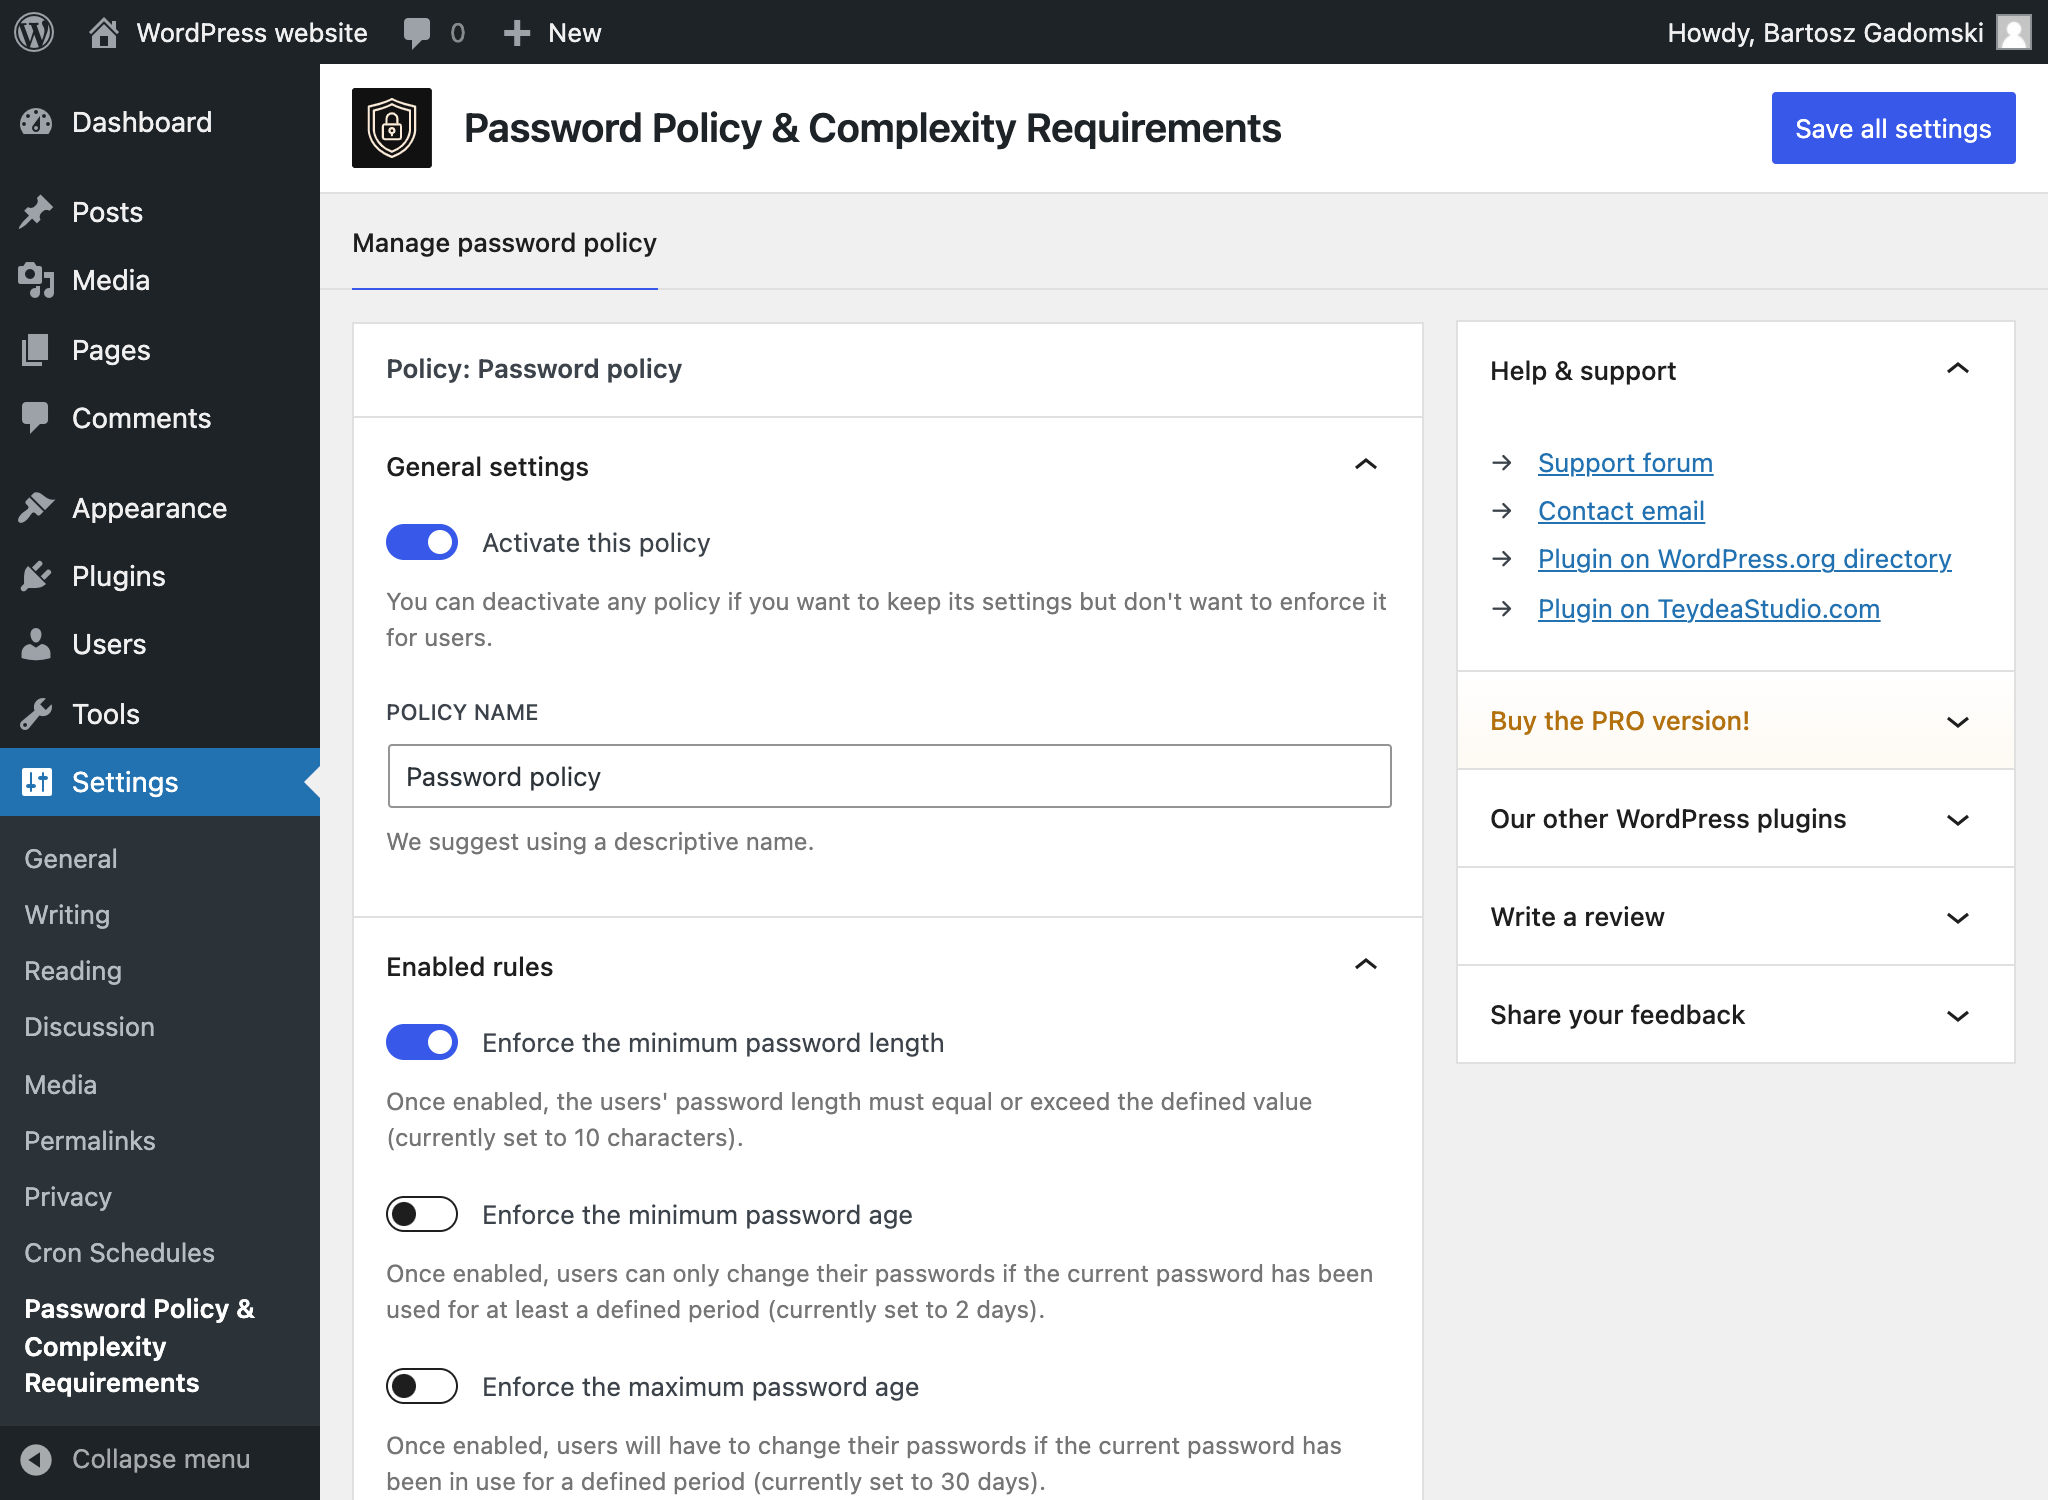 WordPress website
0
New
Howdy, Bartosz Gadomski
Dashboard
Posts
Media
Pages
Comments
Appearance
Plugins
Users
Tools
Settings
General
Writing
Reading
Discussion
Media
Permalinks
Privacy
Cron Schedules
Password Policy &
Complexity
Requirements
Collapse menu
Password Policy & Complexity Requirements
Save all settings
Manage password policy
Policy: Password policy
General settings
Activate this policy
You can deactivate any policy if you want to keep its settings but don't want to enforce it
for users.
POLICY NAME
Password policy
We suggest using a descriptive name.
Enabled rules
Enforce the minimum password length
Once enabled, the users' password length must equal or exceed the defined value
(currently set to 10 characters).
Enforce the minimum password age
Once enabled, users can only change their passwords if the current password has been
used for at least a defined period (currently set to 2 days).
Enforce the maximum password age
Once enabled, users will have to change their passwords if the current password has
been in use for a defined period (currently set to 30 days).
Help & support
Support forum
Contact email
Plugin on WordPress.org directory
Plugin on TeydeaStudio.com
Buy the PRO version!
Our other WordPress plugins
Write a review
Share your feedback